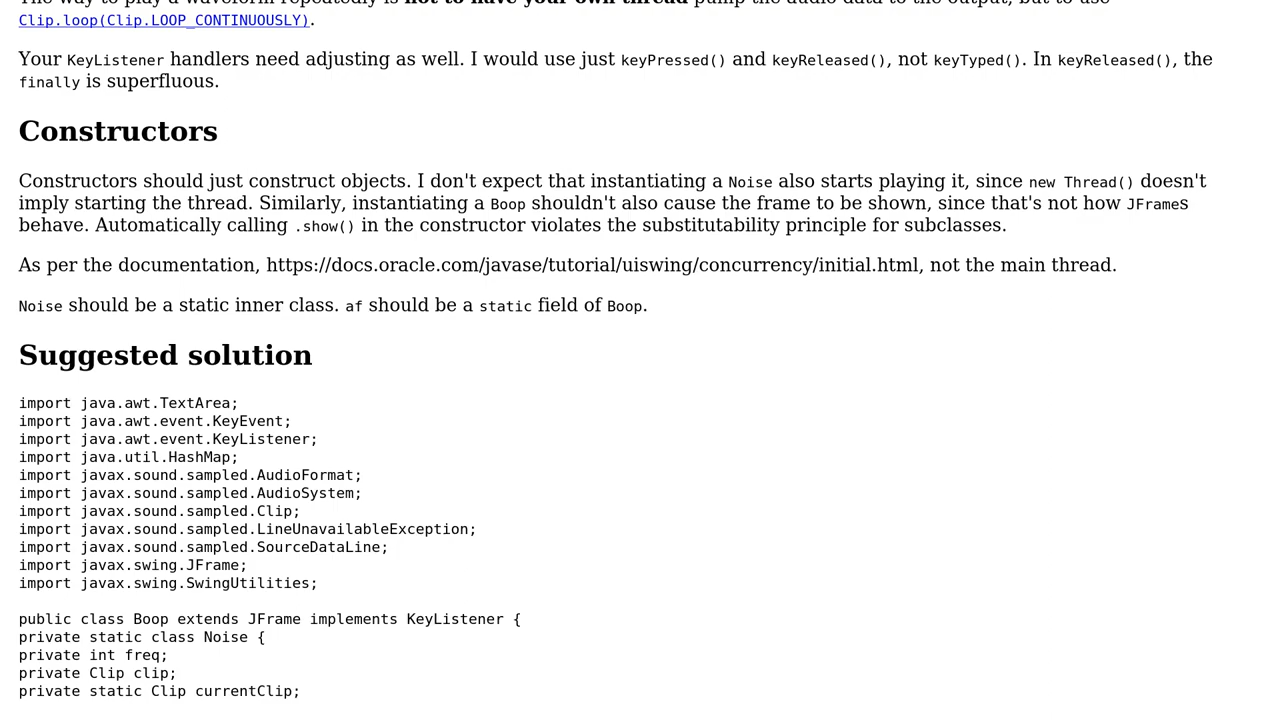 The way to play a waveform repeatedly is not to have your own thread pump the audio data to the output, but to use
Clip.loop(Clip.LOOP_CONTINUOUSLY).
Your KeyListener handlers need adjusting as well. I would use just keyPressed() and keyReleased(), not keyTyped(). In keyReleased(), the
finally is superfluous.
Constructors
Constructors should just construct objects. I don't expect that instantiating a Noise also starts playing it, since new Thread() doesn't
imply starting the thread. Similarly, instantiating a Boop shouldn't also cause the frame to be shown, since that's not how JFrames
behave. Automatically calling .show() in the constructor violates the substitutability principle for subclasses.
As per the documentation, https://docs.oracle.com/javase/tutorial/uiswing/concurrency/initial.html, not the main thread.
Noise should be a static inner class. af should be a static field of Boop.
Suggested solution
import java.awt.TextArea;
import java.awt.event.KeyEvent;
import java.awt.event.KeyListener;
import java.util.HashMap;
import javax.sound.sampled.AudioFormat;
import javax.sound.sampled.AudioSystem;
import javax.sound.sampled.Clip;
import javax.sound.sampled.LineUnavailableException;
import javax.sound.sampled.SourceDataLine;
import javax.swing.JFrame;
import javax.swing.SwingUtilities;
public class Boop extends JFrame implements KeyListener {
private static class Noise {
private int freq;
private Clip clip;
private static Clip currentClip;